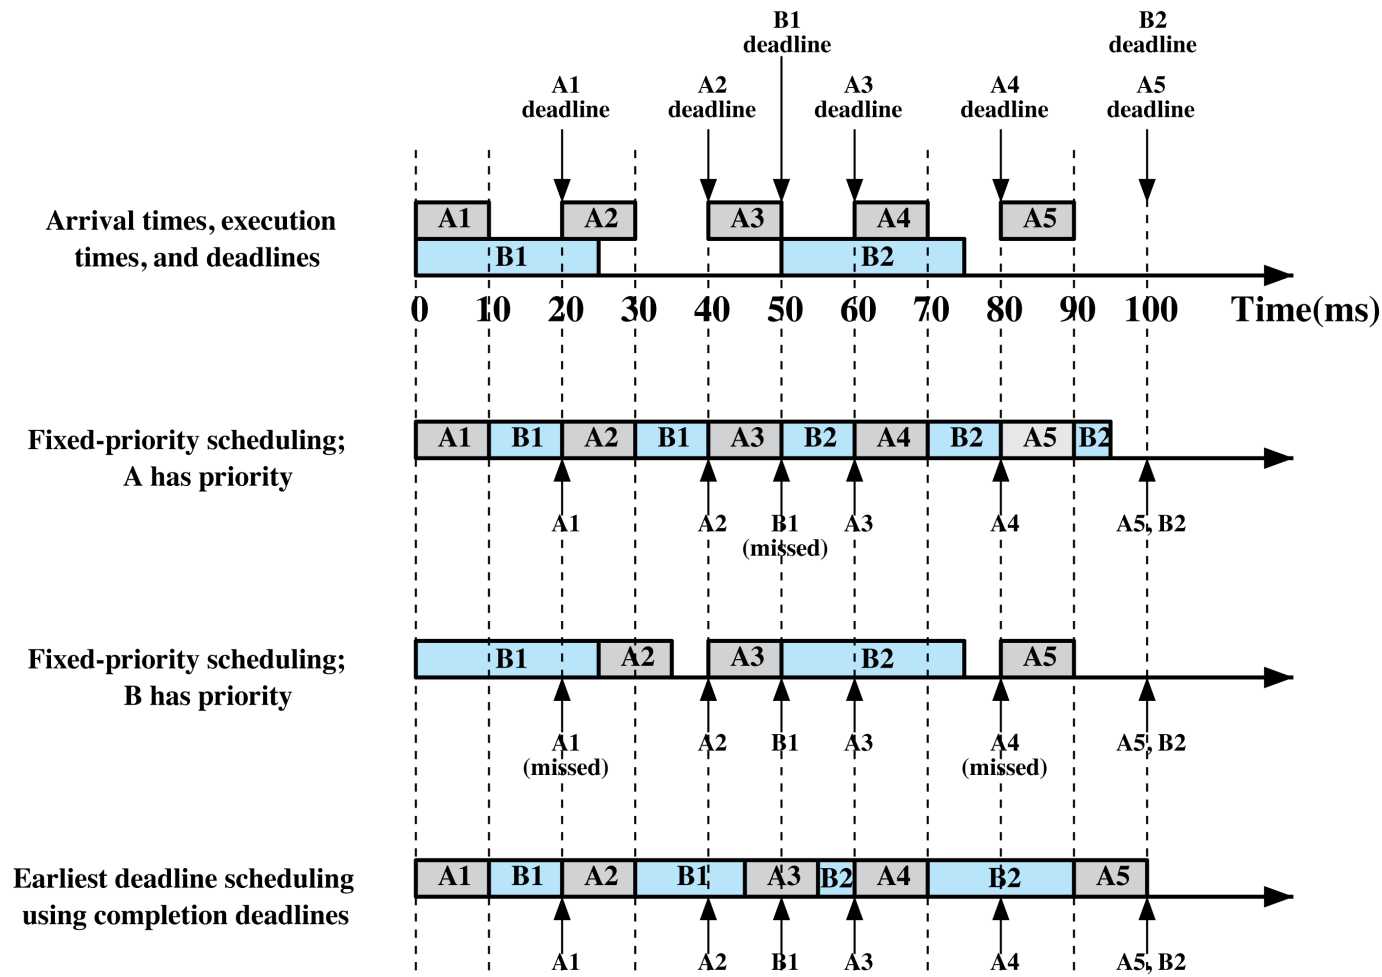 B1
deadline
B2
deadline
A1
deadline
A2
deadline
A3
deadline
A4
deadline
A5
deadline
Arrival times, execution
times, and deadlines
A1 A2 A3 A4 A5
B1 B2
0 10 20 30 40 50 60 70 80 90 100 Time(ms)
Fixed-priority scheduling;
A has priority
A1 B1 A2 B1 A3 B2 A4 B2 A5 B2
A1 A2 B1 A3 A4 A5, B2
(missed)
Fixed-priority scheduling;
B has priority
B1 A2 A3 B2 A5
A1 A2 B1 A3 A4 A5, B2
(missed) (missed)
Earliest deadline scheduling
using completion deadlines
A1 B1 A2 B1 A3 B2 A4 B2 A5
A1 A2 B1 A3 A4 A5, B2